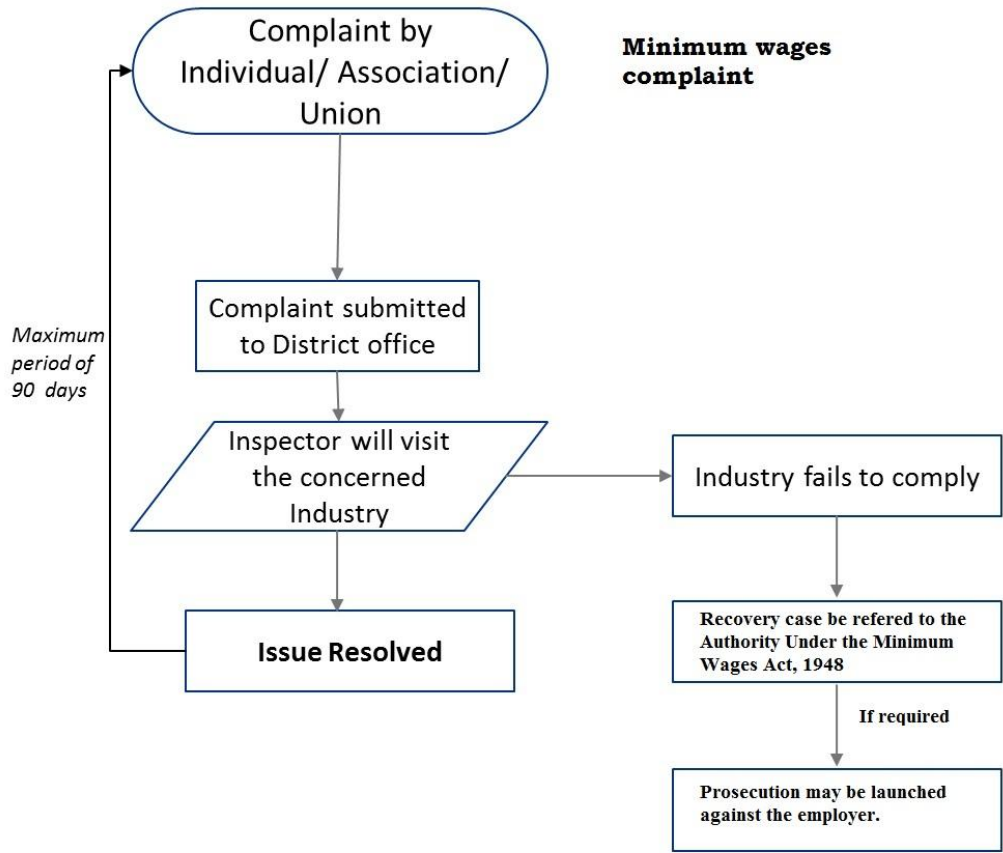 Complaint by
Individual/ Association/
Union
Minimum wages
complaint
Complaint submitted
to District office
Maximum
period of
90 days
Inspector will visit
the concerned
Industry
Industry fails to comply
Issue Resolved
Recovery case be refered to the
Authority Under the Minimum
Wages Act, 1948
If required
Prosecution may be launched
against the employer.